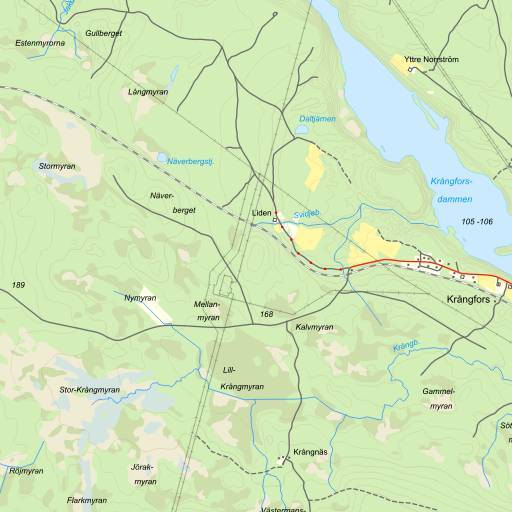 Gullberget
Estenmyrorna
Yttre Norrström
Långmyran
Daltjärnen
Stormyran
Näverbergstj.
Krångfors-
dammen
Näver-
berget
Liden
Svidjeb
105 -106
189
Nymyran
Mellan-
myran
168
Kalvmyran
Krångfors
Krångb.
Lill-
Krångmyran
Stor-Krångmyran
Gammel-
myran
Krångnäs
Röjmyran
Jörak-
myran
Flarkmyran
Västermans-